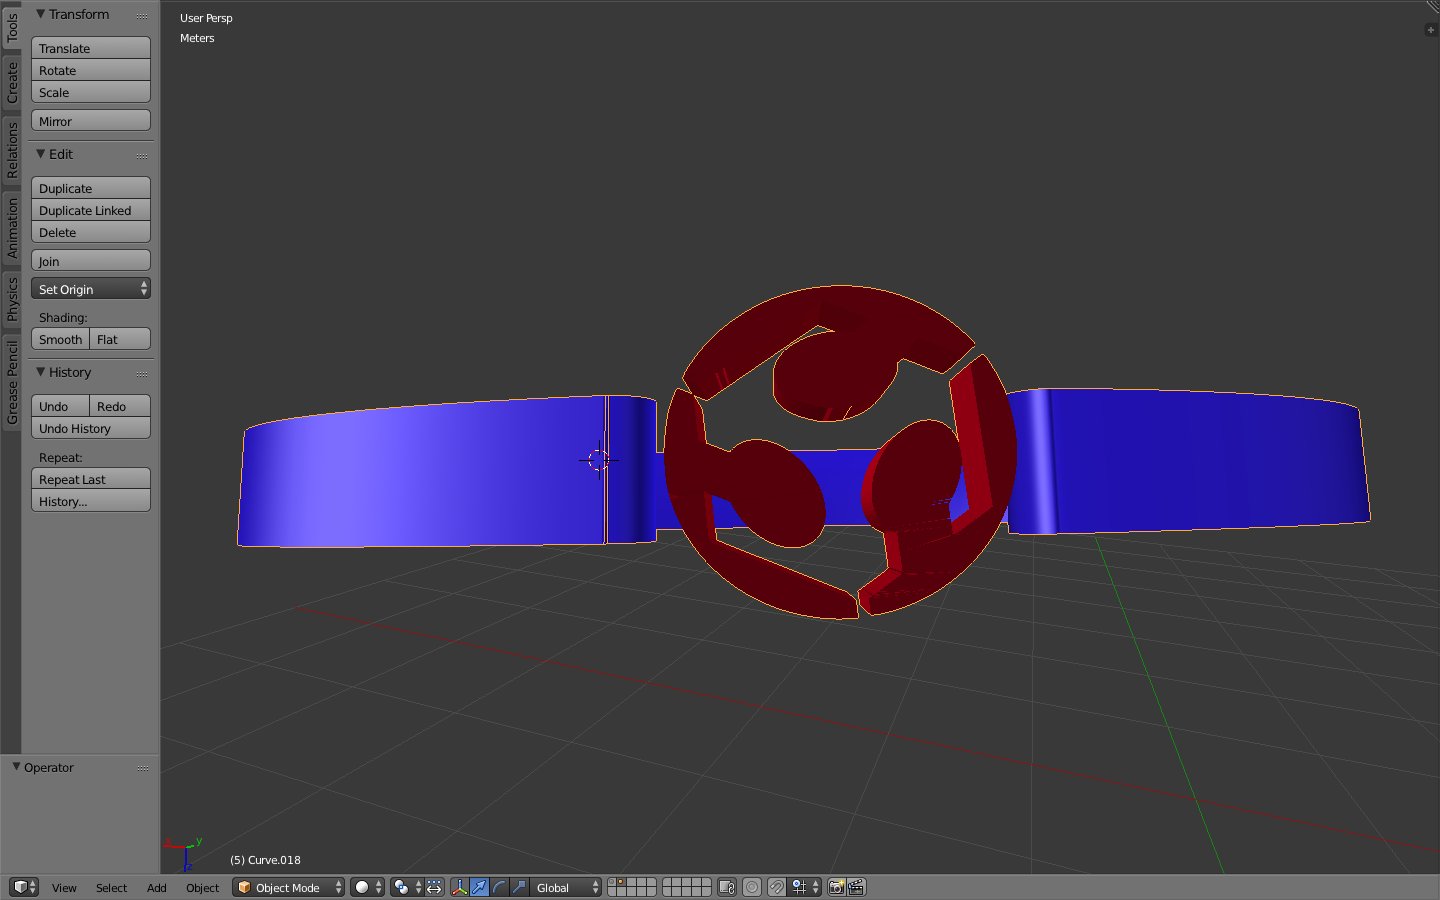 Tools
Create
Relations
Animation
Physics
Grease Pencil
Transform
Translate
Rotate
Scale
Mirror
Edit
Duplicate
Duplicate Linked
Delete
Join
Set Origin
Shading:
Smooth Flat
History
Undo Redo
Undo History
Repeat:
Repeat Last
History...
Operator
User Persp
Meters
x y
z
(5) Curve.018
View Select Add Object Object Mode Global